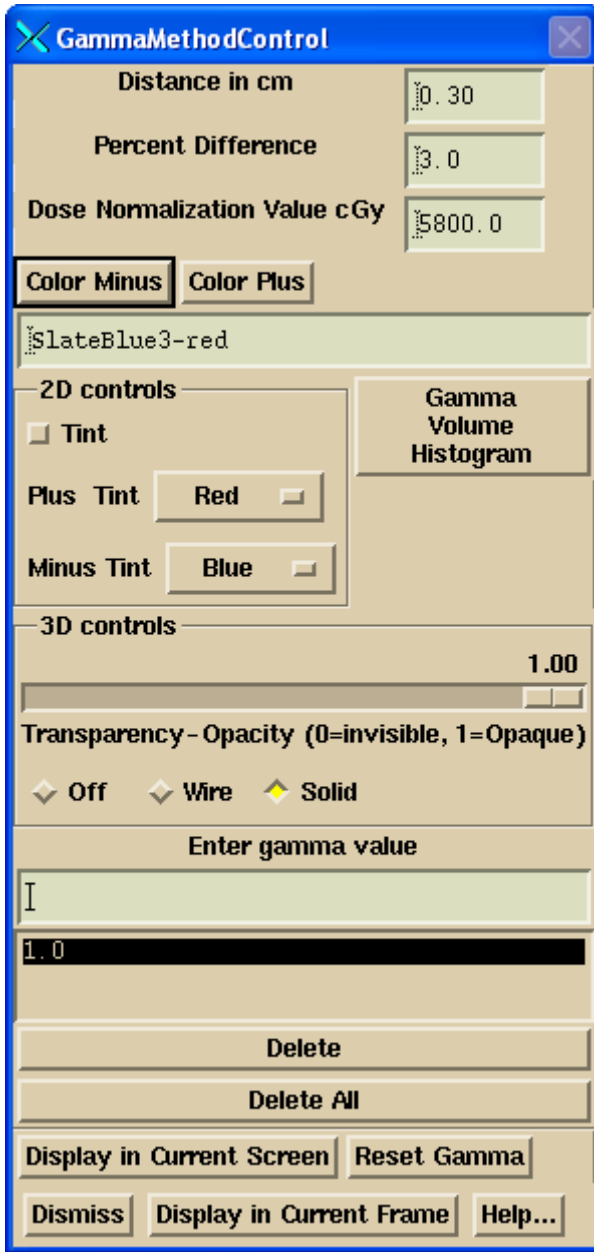 GammaMethodControl
Distance in cm 0.30
Percent Difference 3.0
Dose Normalization Value cGy 5800.0
Color Minus Color Plus
SlateBlue3-red
2D controls
Tint
Gamma
Volume
Histogram
Plus Tint Red
Minus Tint Blue
3D controls
1.00
Transparency-Opacity (0=invisible, 1=Opaque)
Off Wire Solid
Enter gamma value
1.0
Delete
Delete All
Display in Current Screen Reset Gamma
Dismiss Display in Current Frame Help...